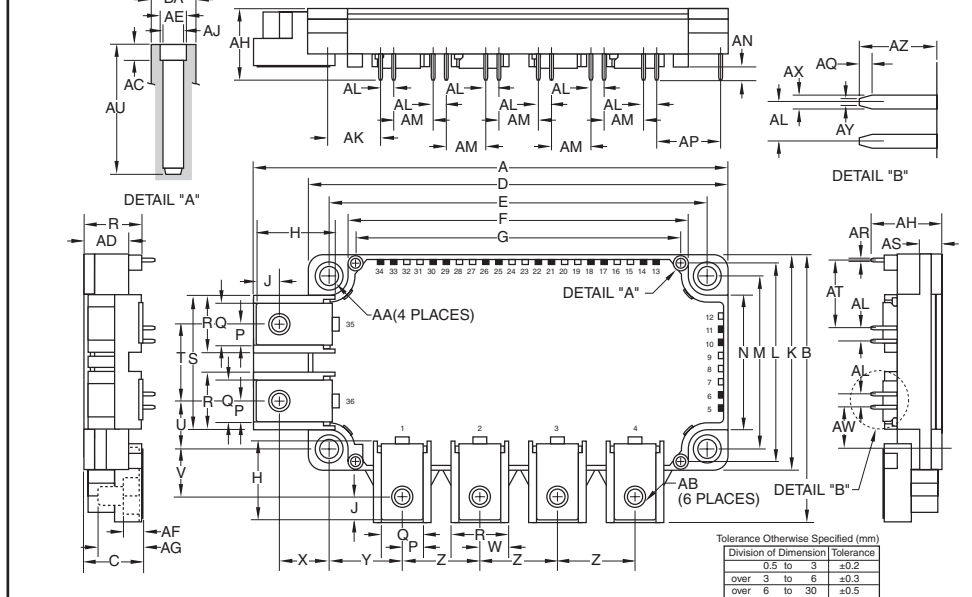 BA
AE
AJ
AC
AU
DETAIL "A"
AH
AN
AL
AL
AL
AL
AL
AL
AL
AM
AM
AM
AK
AM
AM
AP
AZ
AQ
AX
AL
AY
DETAIL "B"
A
D
E
F
G
H
J
R
AD
34 33 32 31 30 29 28 27 26 25 24 23 22 21 20 19 18 17 16 15 14 13
DETAIL "A"
AA(4 PLACES)
35
36
12
11
10
9
8
7
6
5
T
S
R
Q
P
R
Q
P
U
V
H
J
N
M
L
K
B
1
2
3
4
AB
(6 PLACES)
Q
P
R
W
X
Y
Z
Z
Z
AF
AG
C
AH
AS
AR
AT
AL
AL
AW
DETAIL "B"
Tolerance Otherwise Specified (mm)
Division of Dimension Tolerance
0.5 to 3 ±0.2
over 3 to 6 ±0.3
over 6 to 30 ±0.5